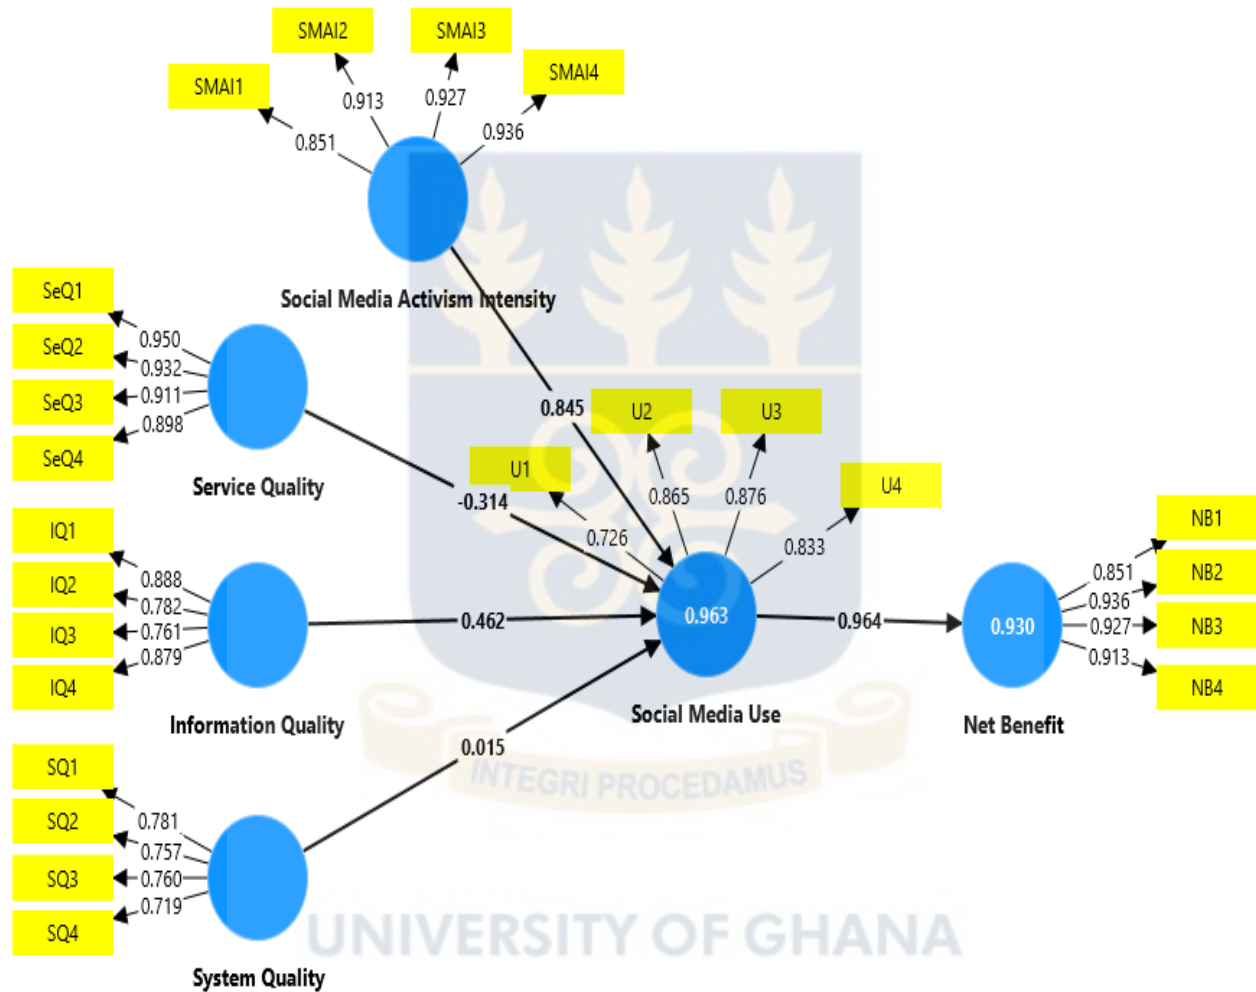 SMAI2
SMAI3
SMAI1
SMAI4
0.913
0.927
0.851
0.936
Social Media Activism Intensity
SeQ1
SeQ2
SeQ3
SeQ4
0.950
0.932
0.911
0.898
Service Quality
0.845
-0.314
U1
U2
U3
U4
0.726
0.865
0.876
0.833
IQ1
IQ2
IQ3
IQ4
0.888
0.782
0.761
0.879
Information Quality
0.462
0.963
Social Media Use
0.964
0.930
Net Benefit
NB1
NB2
NB3
NB4
0.851
0.936
0.927
0.913
SQ1
SQ2
SQ3
SQ4
0.781
0.757
0.760
0.719
System Quality
0.015
INTEGRI PROCEDAMUS
UNIVERSITY OF GHANA